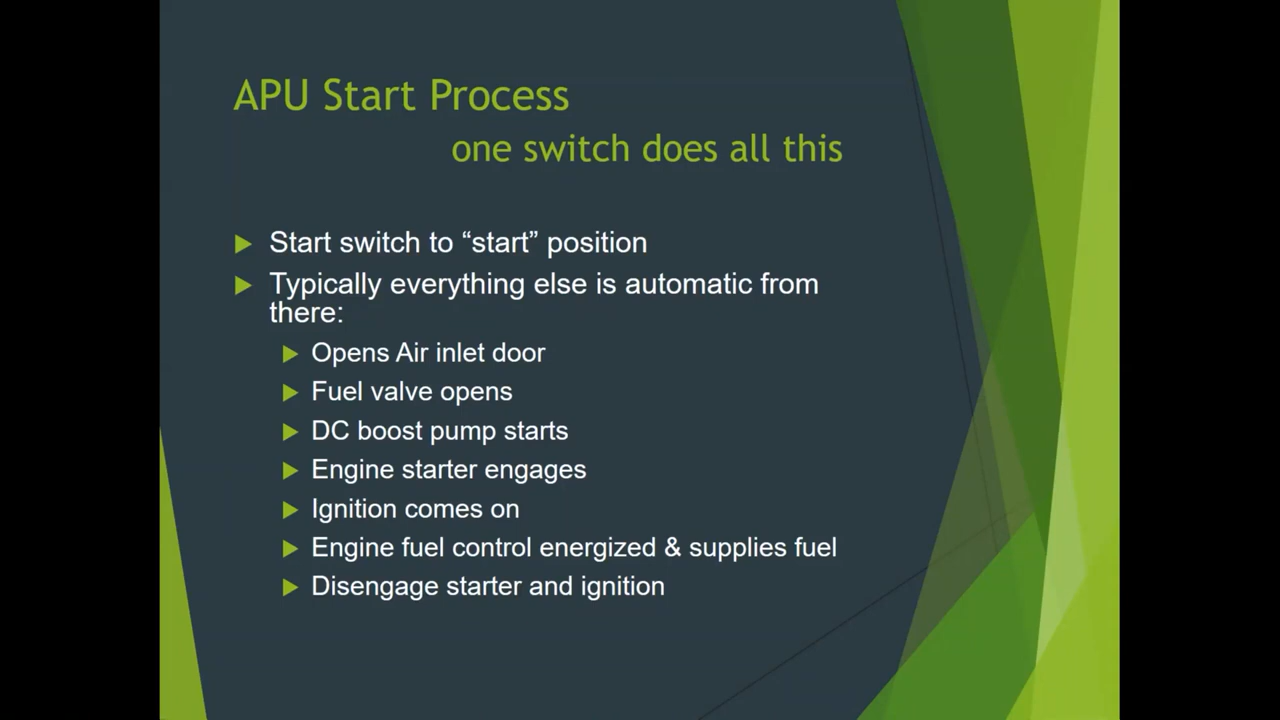 APU Start Process
one switch does all this
Start switch to “start” position
Typically everything else is automatic from
there:
Opens Air inlet door
Fuel valve opens
DC boost pump starts
Engine starter engages
Ignition comes on
Engine fuel control energized & supplies fuel
Disengage starter and ignition